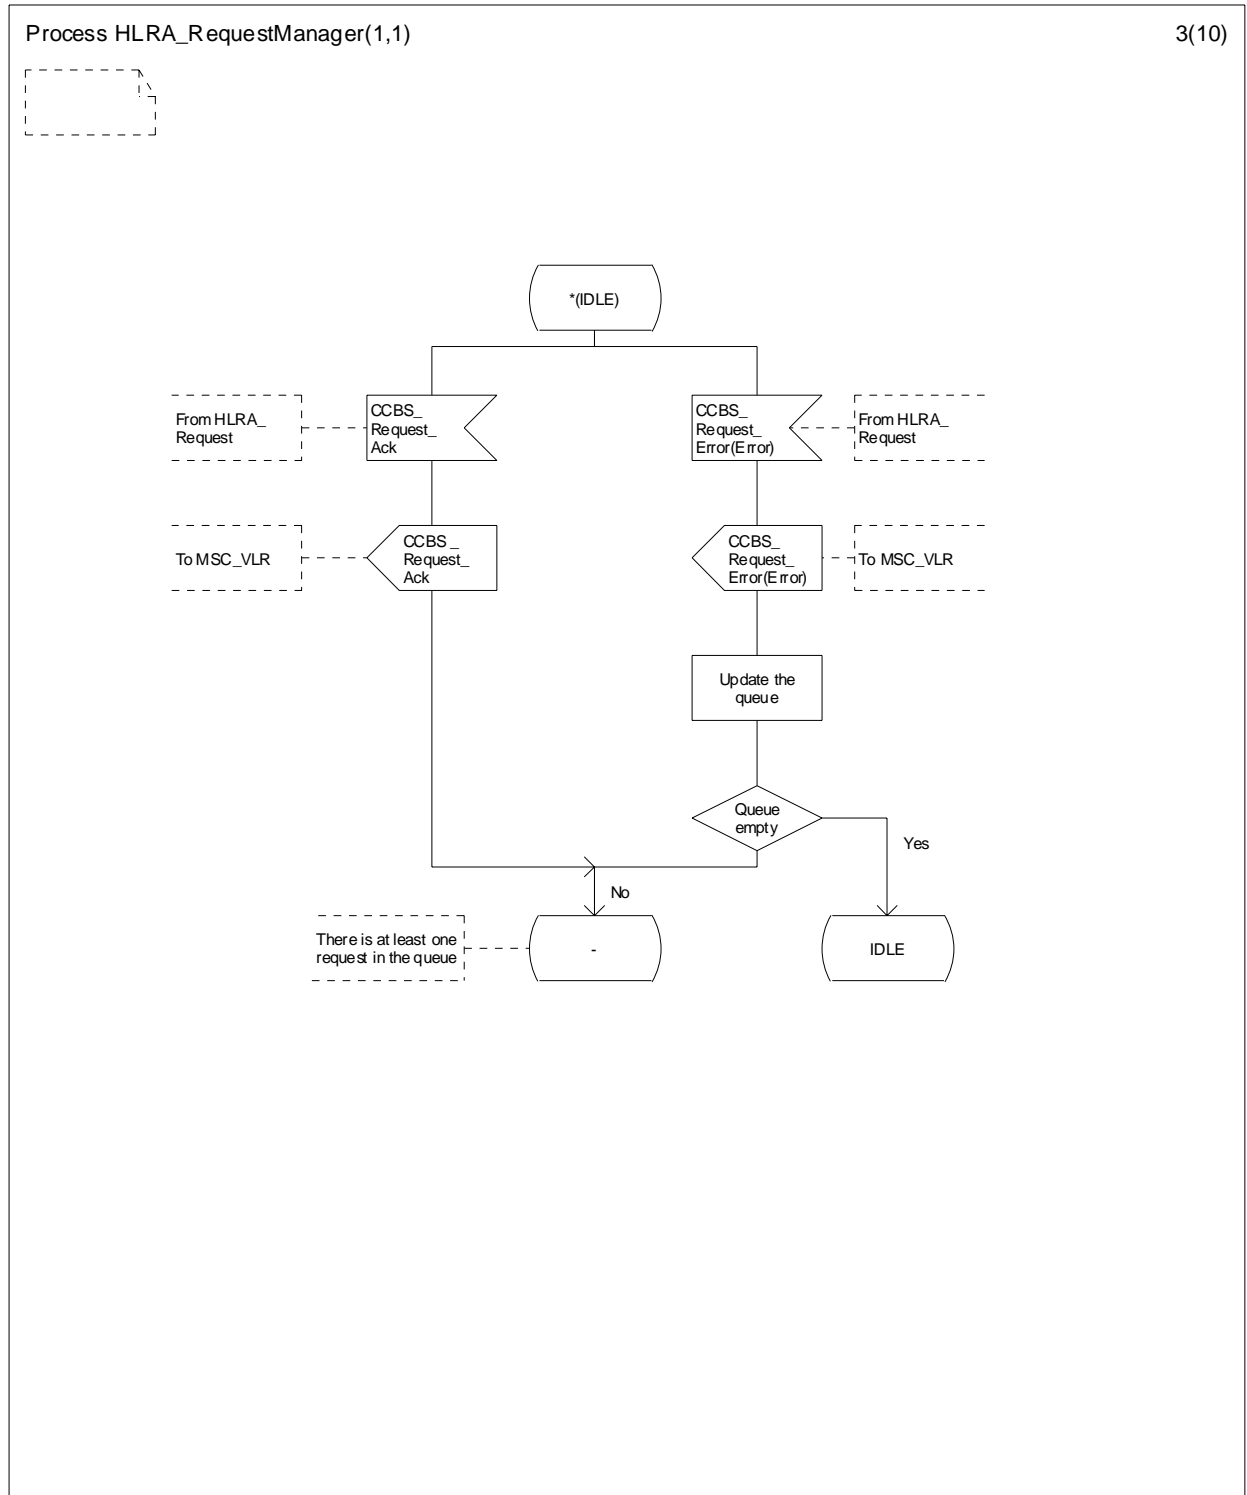 Process HLRA_RequestManager(1,1)
3(10)
*(IDLE)
From HLRA_
Request
CCBS_
Request_
Ack
CCBS_
Request_
Error(Error)
From HLRA_
Request
To MSC_VLR
CCBS_
Request_
Ack
CCBS_
Request_
Error(Error)
To MSC_VLR
Update the
queue
Queue
empty
Yes
No
There is at least one
request in the queue
-
IDLE